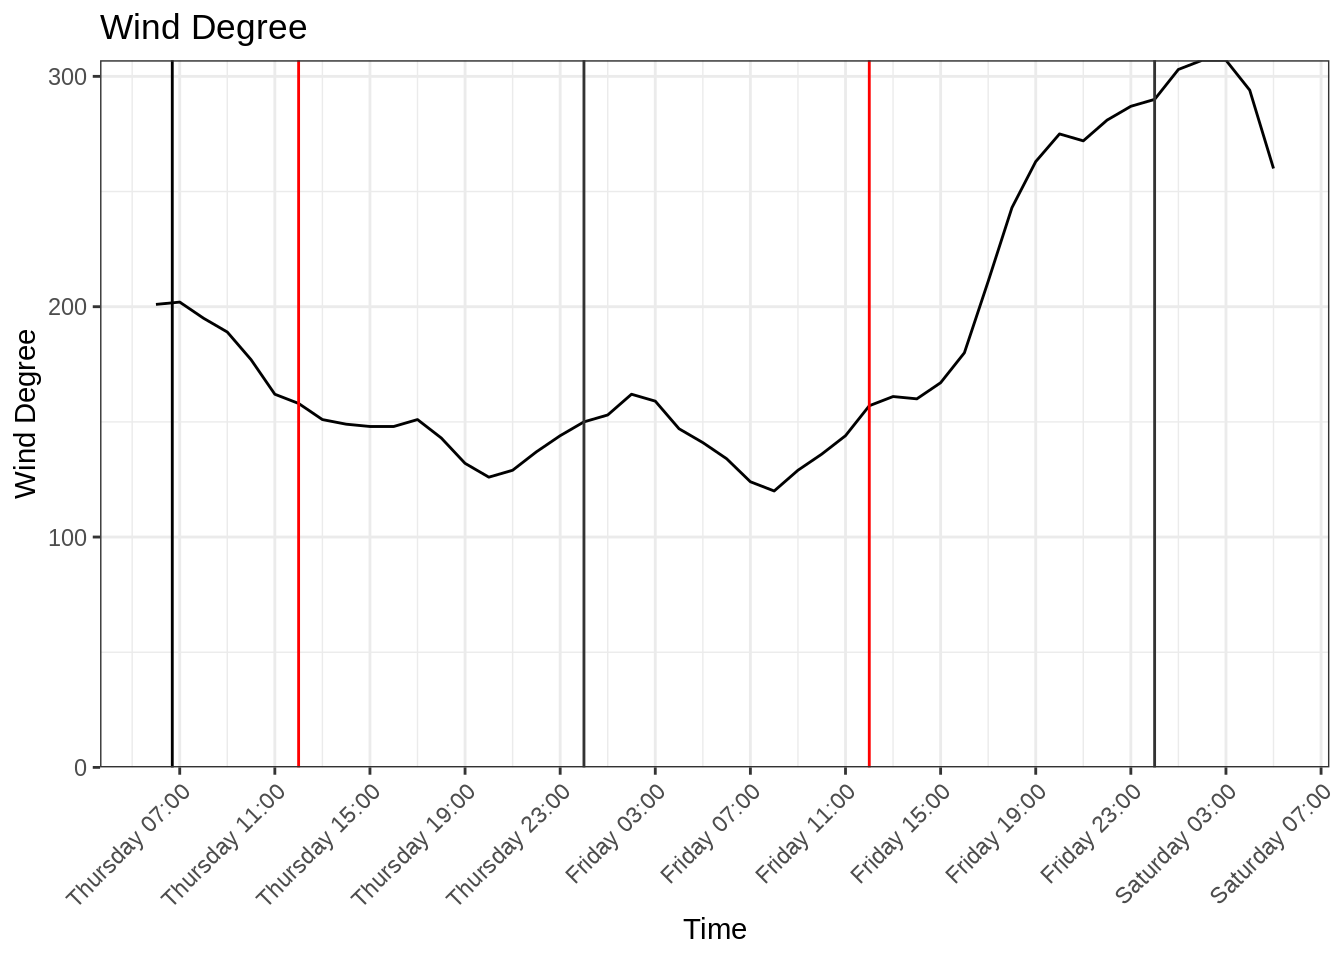 Wind Degree
300
200
100
0
Wind Degree
Thursday 07:00
Thursday 11:00
Thursday 15:00
Thursday 19:00
Thursday 23:00
Friday 03:00
Friday 07:00
Friday 11:00
Friday 15:00
Friday 19:00
Friday 23:00
Saturday 03:00
Saturday 07:00
Time